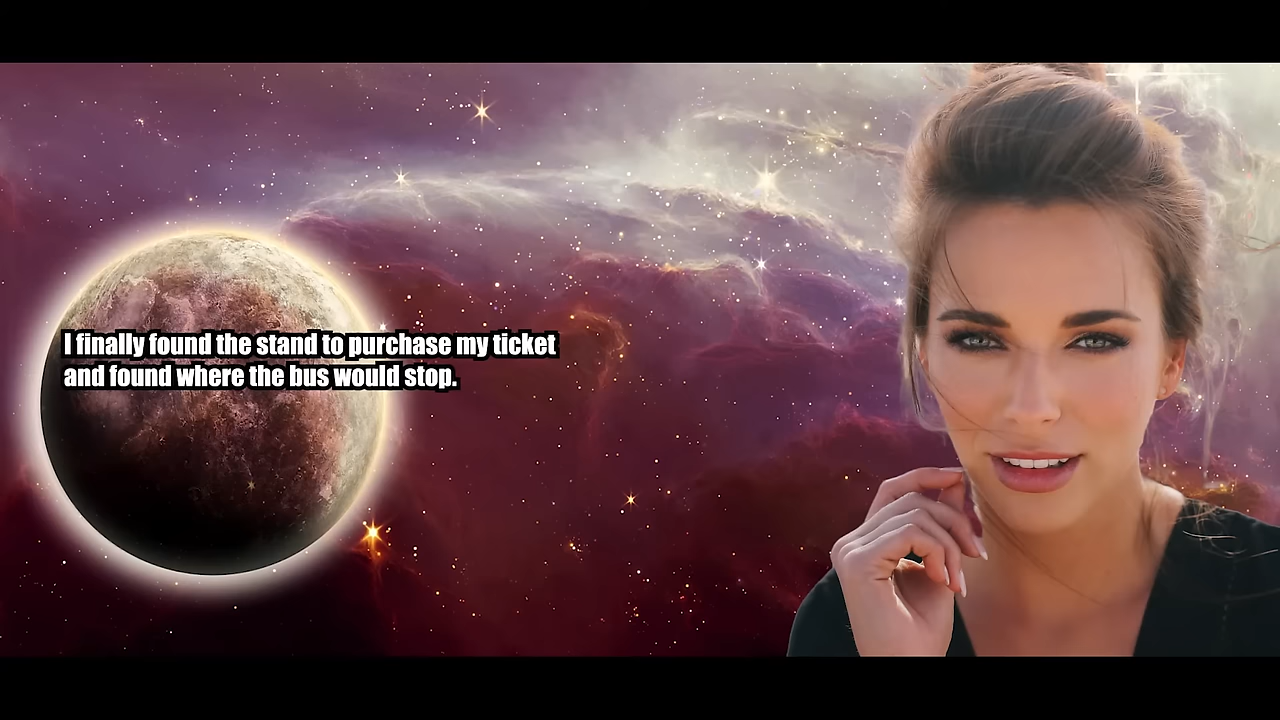 I finally found the stand to purchase my ticket
and found where the bus would stop.